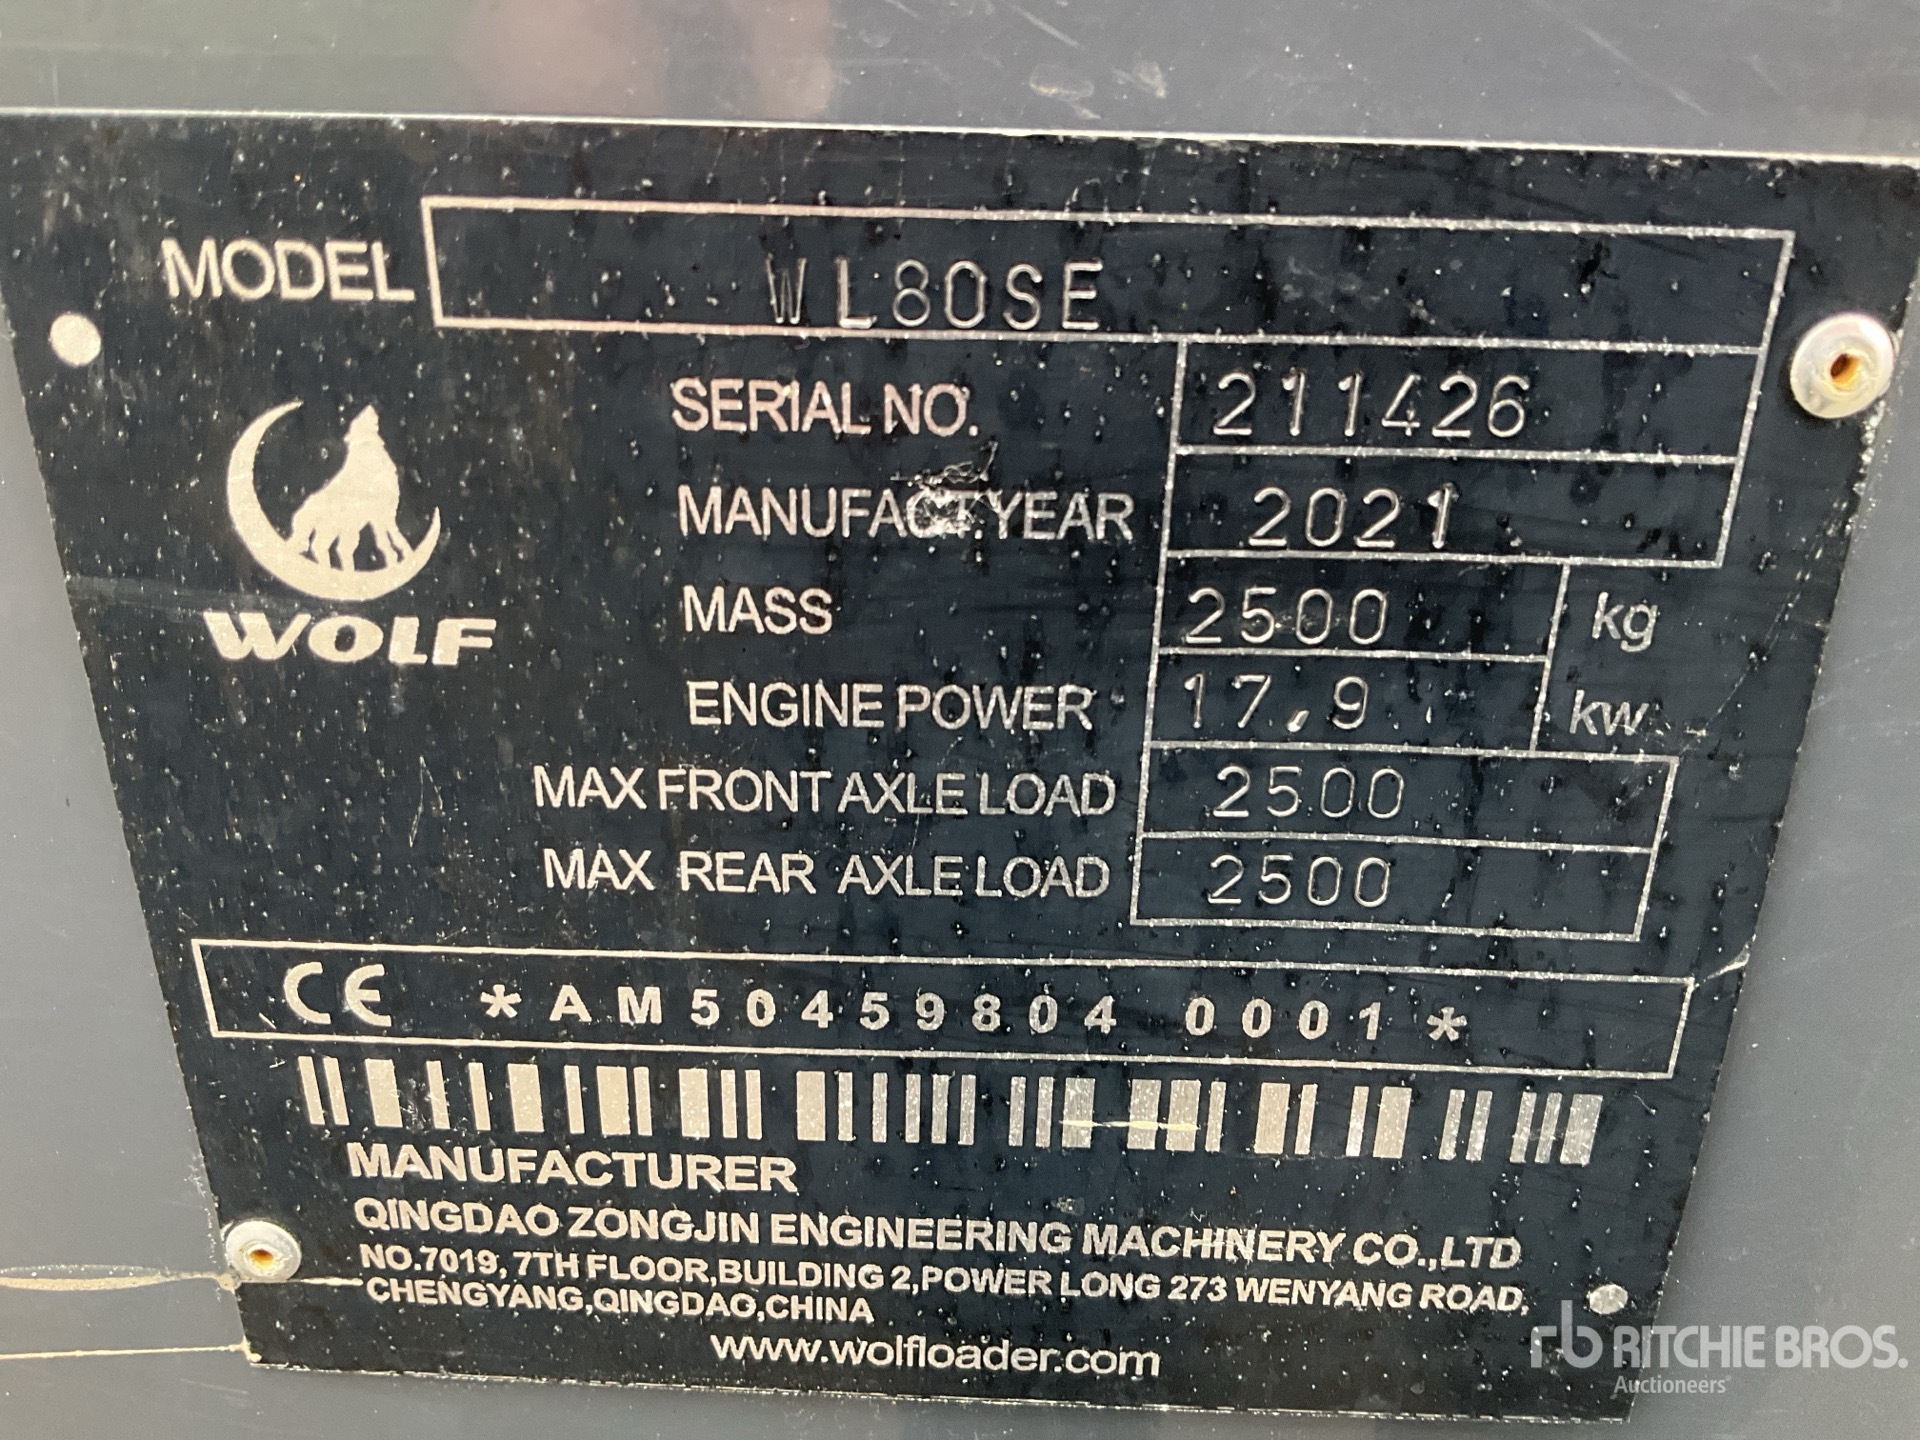 MODEL WL80SE
SERIAL NO. 211426
MANUFACT.YEAR 2021
MASS 2500 kg
ENGINE POWER 17,9 kw
MAX FRONT AXLE LOAD 2500
MAX REAR AXLE LOAD 2500
WOLF
CE *AM50459804 0001*
MANUFACTURER
QINGDAO ZONGJIN ENGINEERING MACHINERY CO.,LTD
NO.7019, 7TH FLOOR,BUILDING 2,POWER LONG 273 WENYANG ROAD,
CHENGYANG,QINGDAO,CHINA
www.wolfloader.com
rb RITCHIE BROS.
Auctioneers